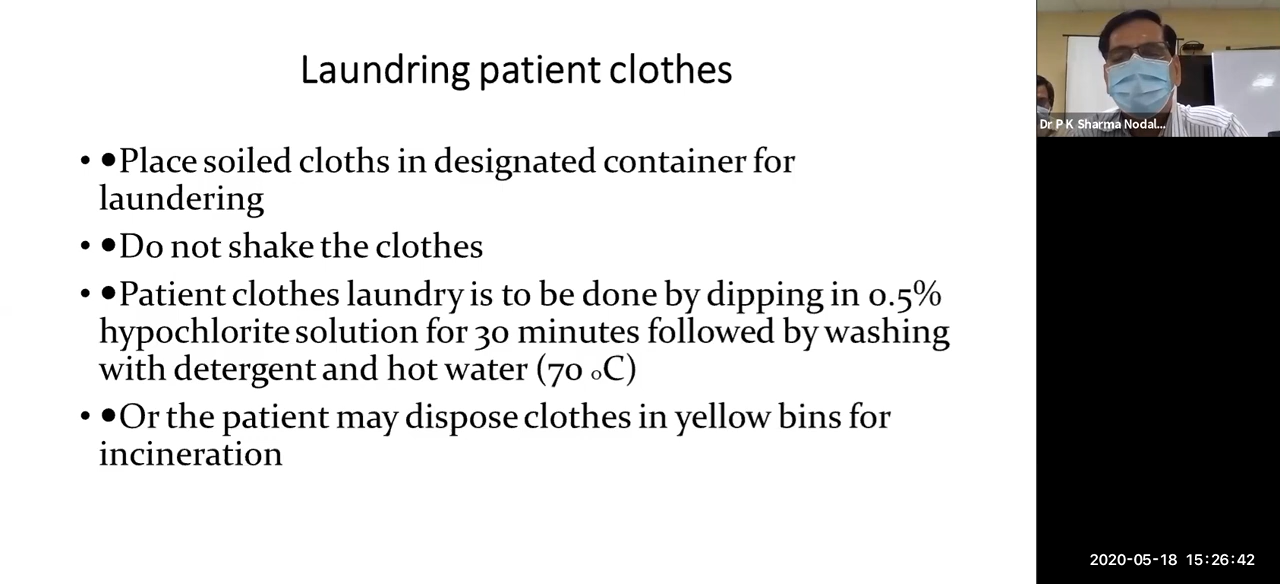 Laundring patient clothes
• ●Place soiled cloths in designated container for
laundering
• ●Do not shake the clothes
• ●Patient clothes laundry is to be done by dipping in 0.5%
hypochlorite solution for 30 minutes followed by washing
with detergent and hot water (70 oC)
• ●Or the patient may dispose clothes in yellow bins for
incineration
Dr P K Sharma Nodal...
2020-05-18 15:26:42